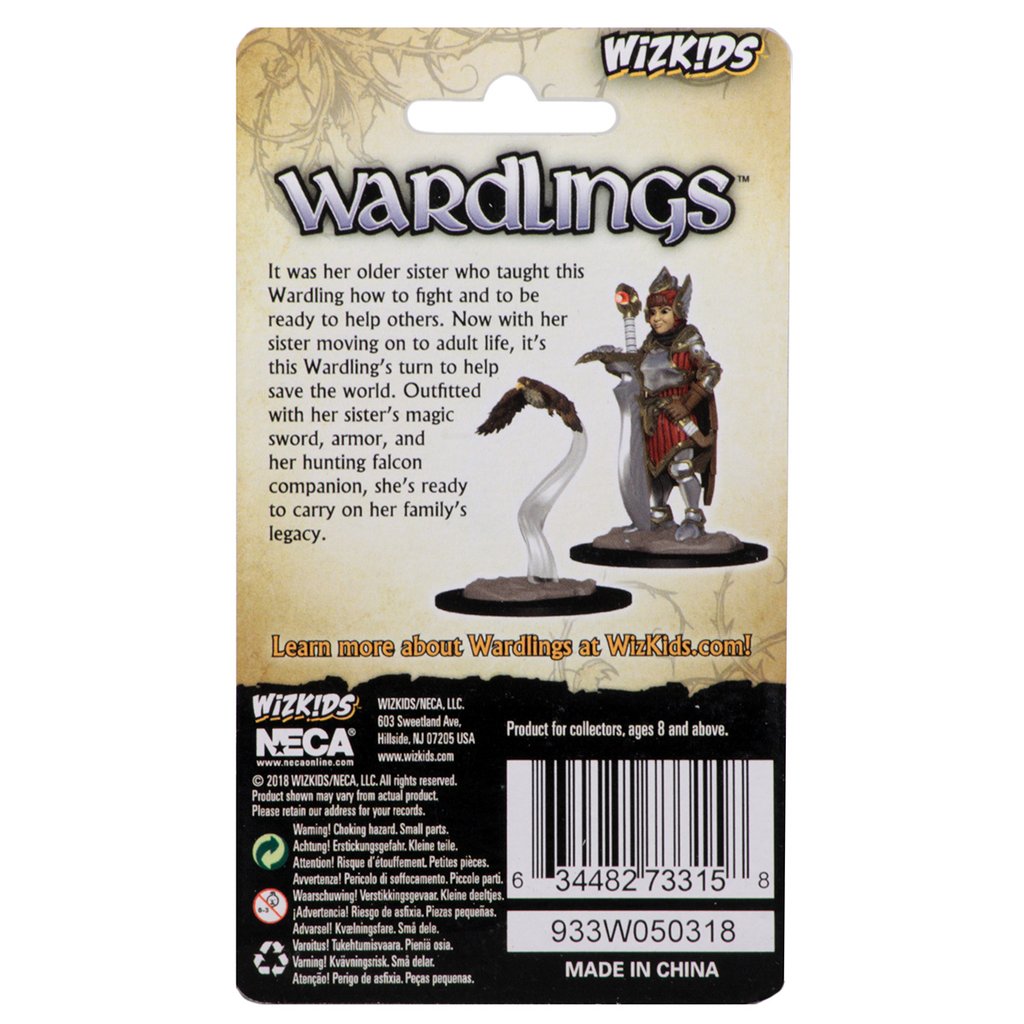 WIZK!DS
WARDLINGS™
It was her older sister who taught this
Wardling how to fight and to be
ready to help others. Now with her
sister moving on to adult life, it's
this Wardling's turn to help
save the world. Outfitted
with her sister's magic
sword, armor, and
her hunting falcon
companion, she's ready
to carry on her family's
legacy.
Learn more about Wardlings at WizKids.com!
WIZK!DS
NECA®
www.necaonline.com
WIZKIDS/NECA, LLC.
603 Sweetland Ave,
Hillside, NJ 07205 USA
www.wizkids.com
Product for collectors, ages 8 and above.
© 2018 WIZKIDS/NECA, LLC. All rights reserved.
Product shown may vary from actual product.
Please retain our address for your records.
Warning! Choking hazard. Small parts.
Achtung! Erstickungsgefahr. Kleine teile.
Attention! Risque d'étouffement. Petites pièces.
Avvertenza! Pericolo di soffocamento. Piccole parti.
Waarschuwing! Verstikkingsgevaar. Kleine deeltjes.
¡Advertencia! Riesgo de asfixia. Piezas pequeñas.
Advarsel! Kvælningsfare. Små dele.
Varoitus! Tukehtumisvaara. Pieniä osia.
Varning! Kvävningsrisk. Små delar.
Atenção! Perigo de asfixia. Peças pequenas.
0-3
6 34482 73315 8
933W050318
MADE IN CHINA